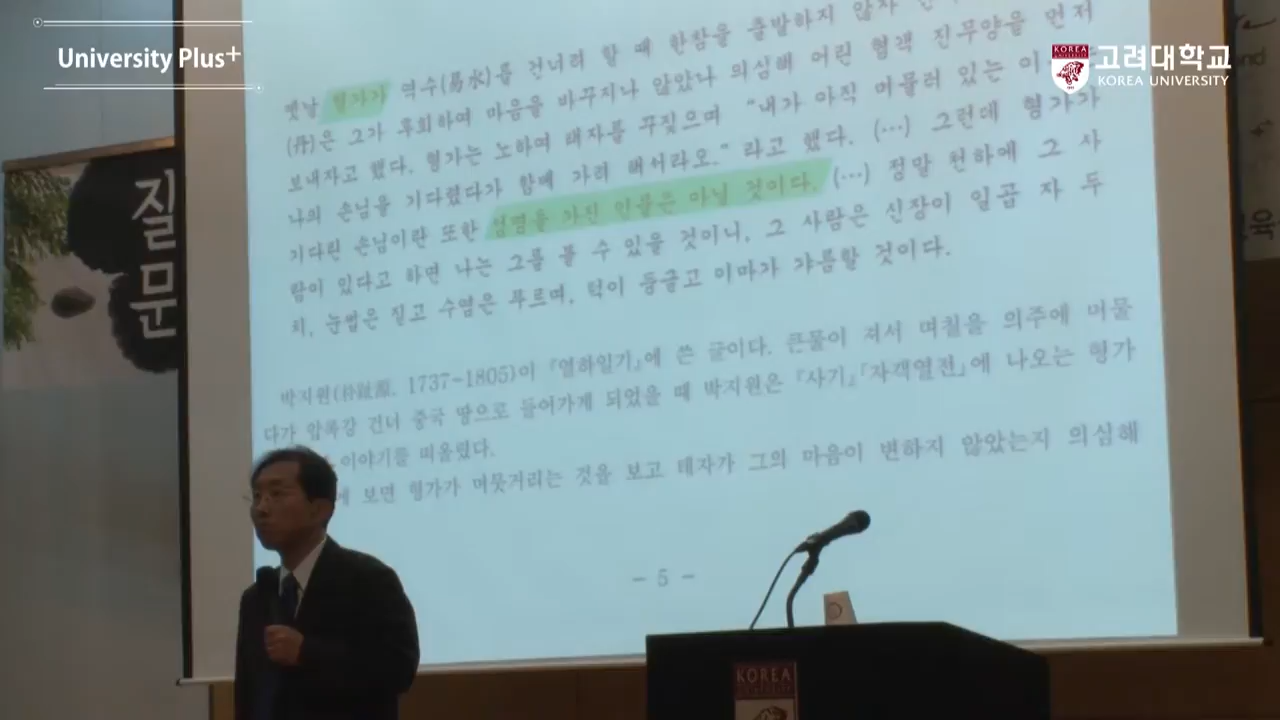 University Plus+
고려대학교
KOREA UNIVERSITY
질문
옛날 형가가 역수(易水)를 건너려 할 때 한참을 출발하지 않자
(丹)은 그가 후회하여 마음을 바꾸지나 않았나 의심해 어린 협객 진무양을 먼저
보내자고 했다. 형가는 노하여 태자를 꾸짖으며 “내가 아직 머물러 있는 이
나의 손님을 기다렸다가 함께 가려 해서라오.” 라고 했다. (…) 그런데 형가가
기다린 손님이란 또한 성명을 가진 인물은 아닐 것이다. (…) 정말 천하에 그 사
람이 있다고 하면 나는 그를 볼 수 있을 것이니, 그 사람은 신장이 일곱 자 두
치, 눈썹은 짙고 수염은 푸르며, 턱이 둥글고 이마가 갸름할 것이다.
박지원(朴趾源, 1737-1805)이 『열하일기』에 쓴 글이다. 큰물이 져서 며칠을 의주에 머물
다가 압록강 건너 중국 땅으로 들어가게 되었을 때 박지원은 『사기』「자객열전」에 나오는 형가
이야기를 떠올렸다.
에 보면 형가가 머뭇거리는 것을 보고 태자가 그의 마음이 변하지 않았는지 의심해
- 5 -
KOREA
육